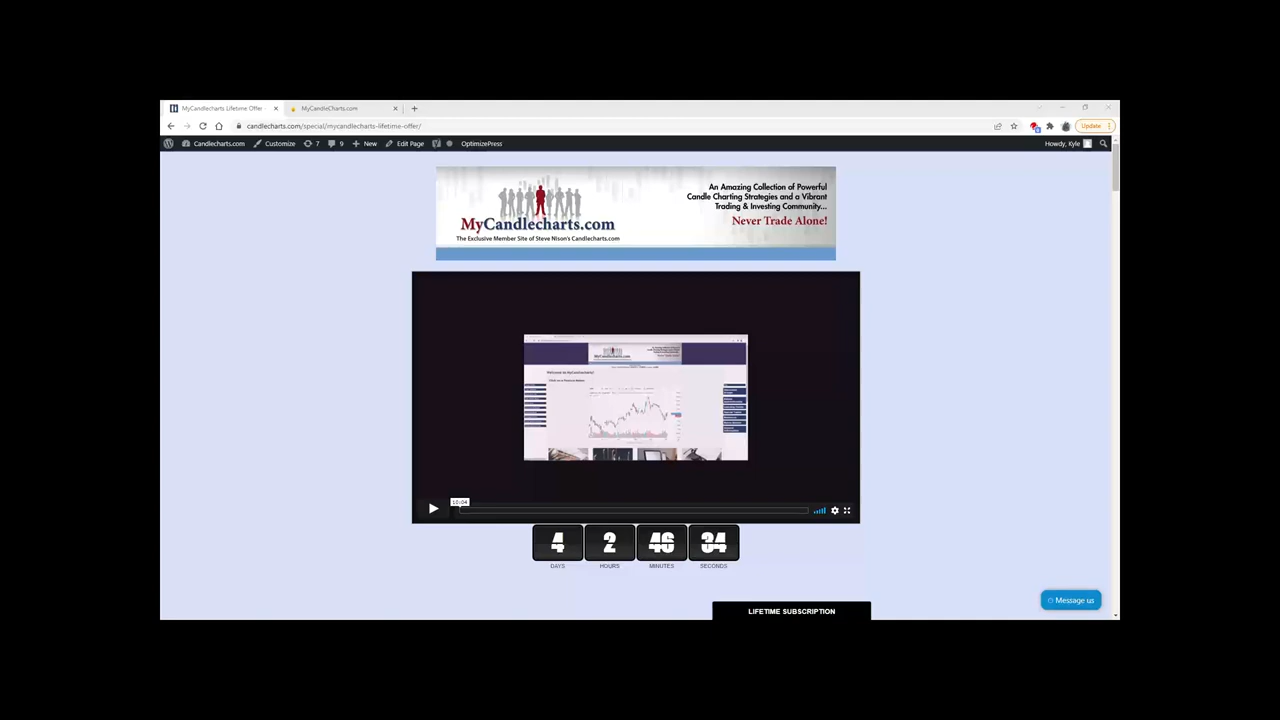 MyCandlecharts Lifetime Offer
MyCandleCharts.com
candlecharts.com/special/mycandlecharts-lifetime-offer/
Update
Candlecharts.com
Customize
7
9
New
Edit Page
OptimizePress
Howdy, Kyle
An Amazing Collection of Powerful
Candle Charting Strategies and a Vibrant
Trading & Investing Community...
Never Trade Alone!
MyCandlecharts.com
The Exclusive Member Site of Steve Nison's Candlecharts.com
10:04
4 2 46 34
DAYS HOURS MINUTES SECONDS
LIFETIME SUBSCRIPTION
Message us